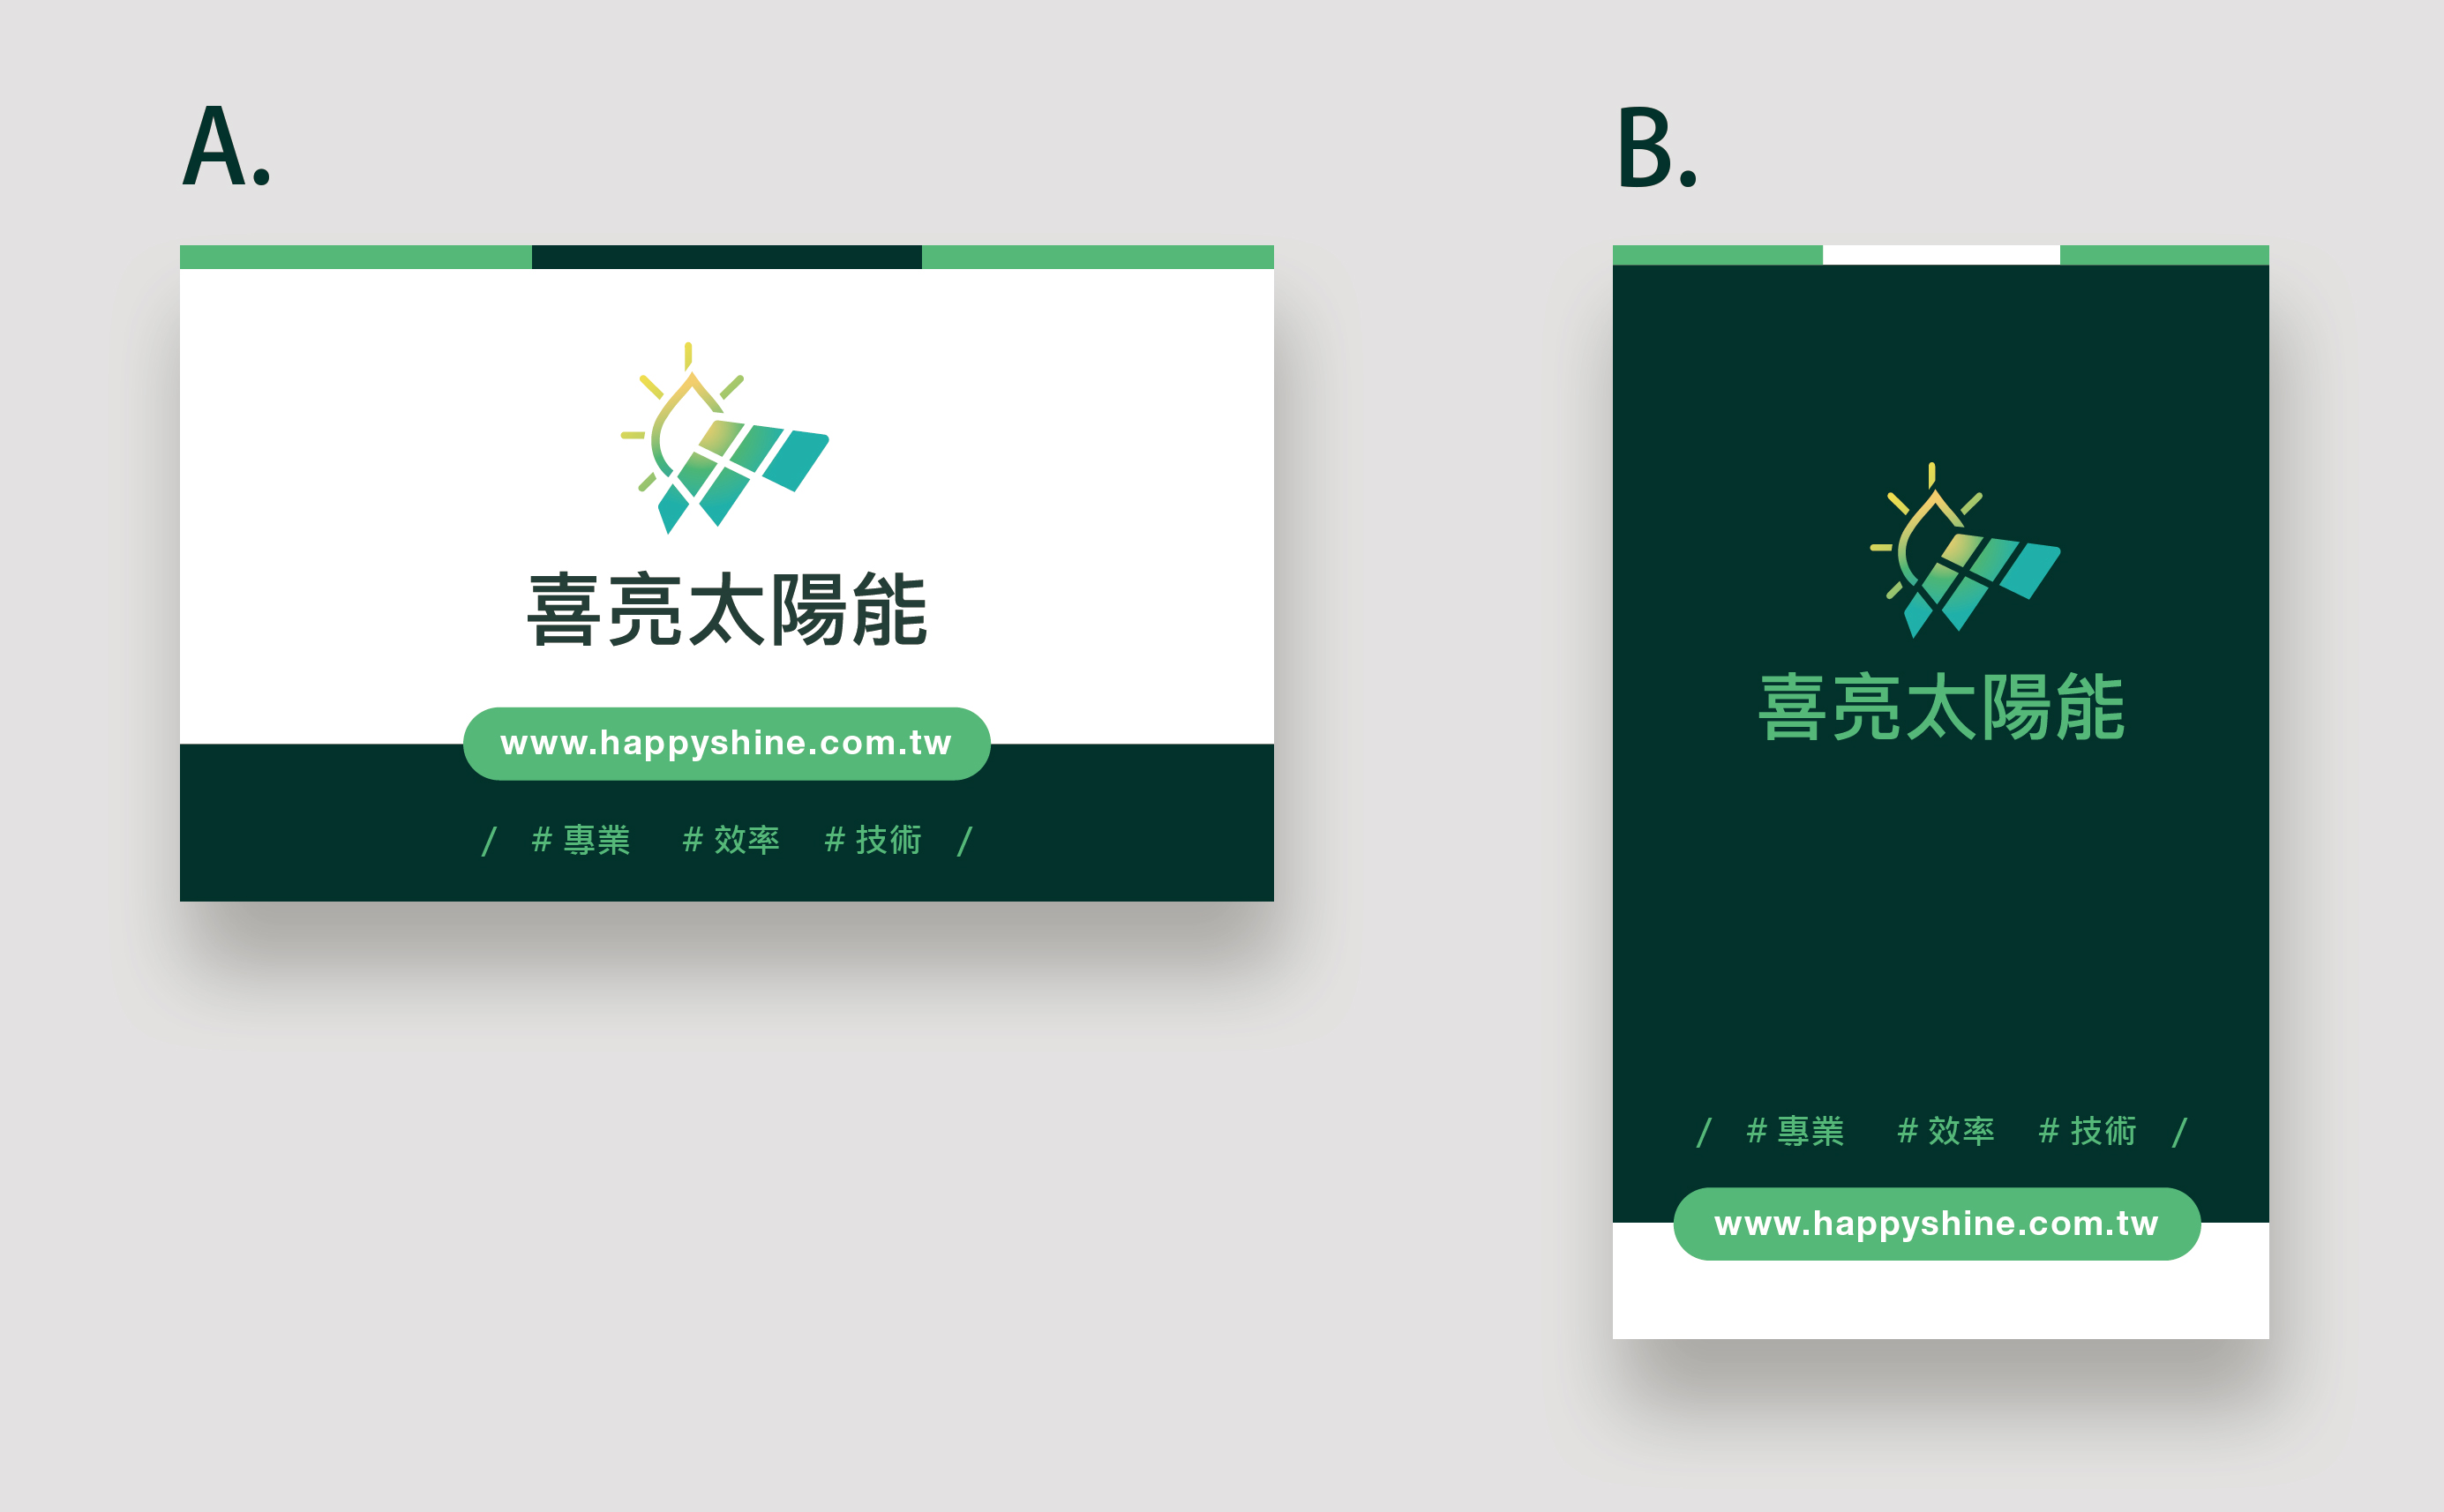 A.
喜亮太陽能
www.happyshine.com.tw
/ # 專業 # 效率 # 技術 /
B.
喜亮太陽能
/ # 專業 # 效率 # 技術 /
www.happyshine.com.tw